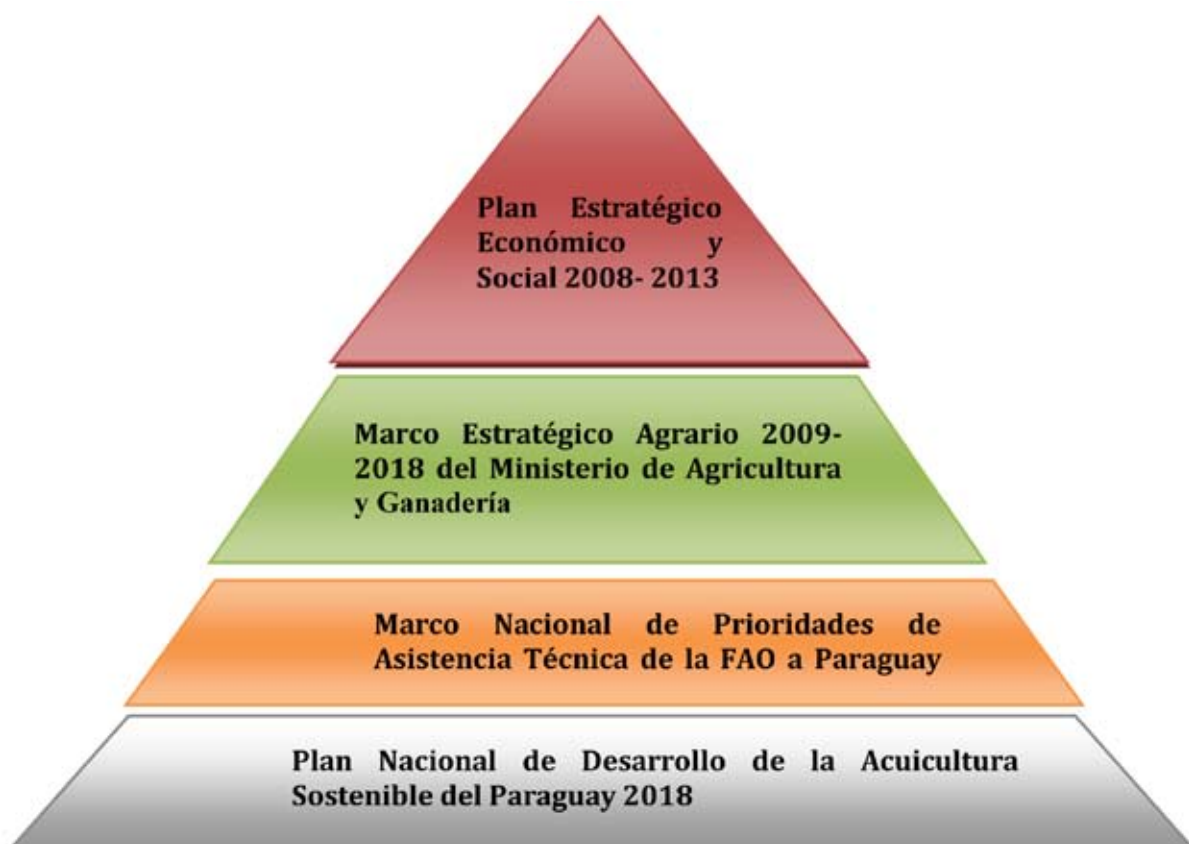 Plan Estratégico
Económico y
Social 2008- 2013
Marco Estratégico Agrario 2009-
2018 del Ministerio de Agricultura
y Ganadería
Marco Nacional de Prioridades de
Asistencia Técnica de la FAO a Paraguay
Plan Nacional de Desarrollo de la Acuicultura
Sostenible del Paraguay 2018